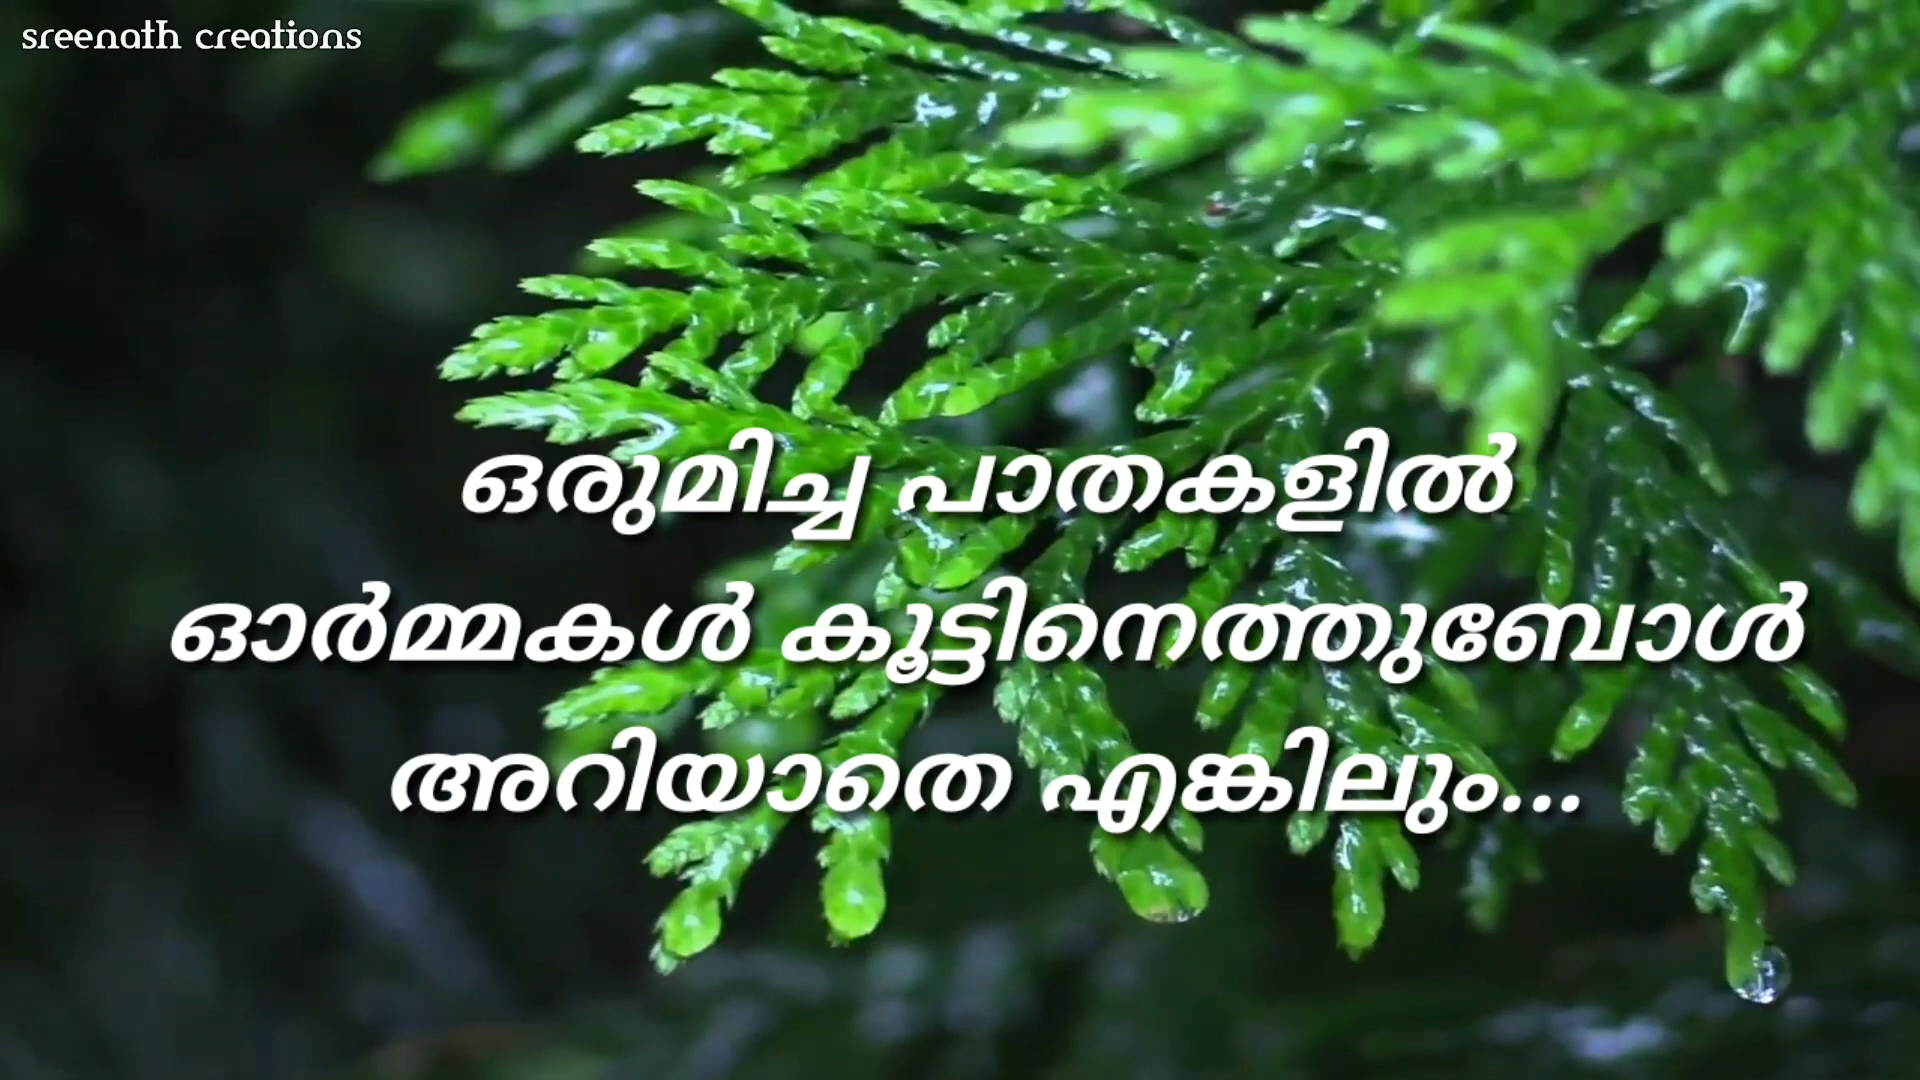 sreenath creations
ഒരുമിച്ച പാതകളിൽ
ഓർമ്മകൾ കൂട്ടിനെത്തുബോൾ
അറിയാതെ എങ്കിലും...